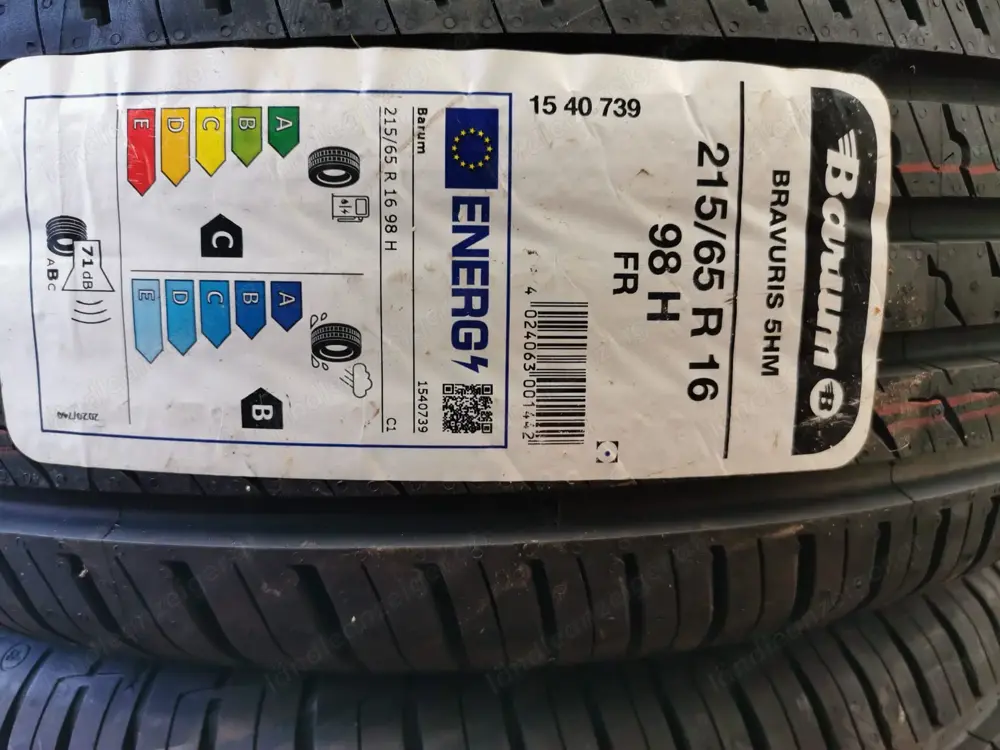 Barum B
BRAVURIS 5HM
215/65 R 16
98 H
FR
15 40 739
4 024063 001442
ENERG
Barum
1540739
215/65 R 16 98 H
C1
A
B
C
D
E
C
A
B
C
D
E
B
71 dB
ABC
2020/740